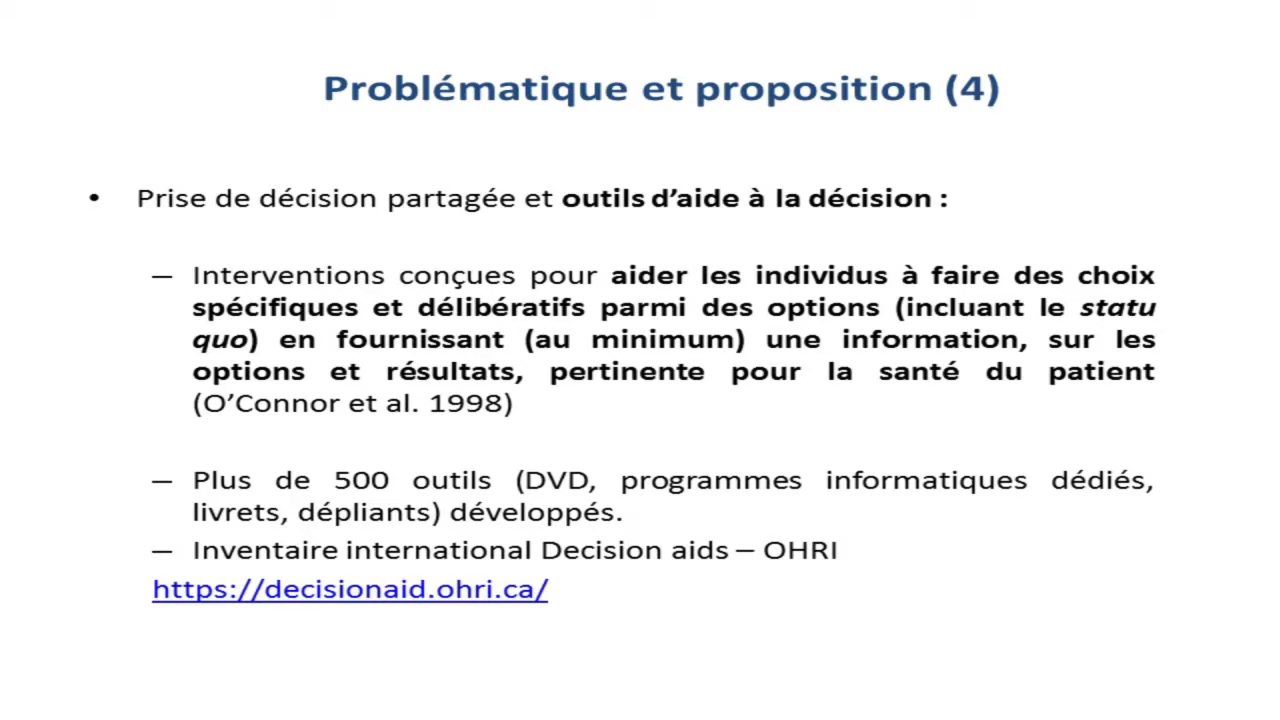 Problématique et proposition (4)
• Prise de décision partagée et outils d’aide à la décision :
– Interventions conçues pour aider les individus à faire des choix
spécifiques et délibératifs parmi des options (incluant le statu
quo) en fournissant (au minimum) une information, sur les
options et résultats, pertinente pour la santé du patient
(O’Connor et al. 1998)
– Plus de 500 outils (DVD, programmes informatiques dédiés,
livrets, dépliants) développés.
– Inventaire international Decision aids – OHRI
https://decisionaid.ohri.ca/